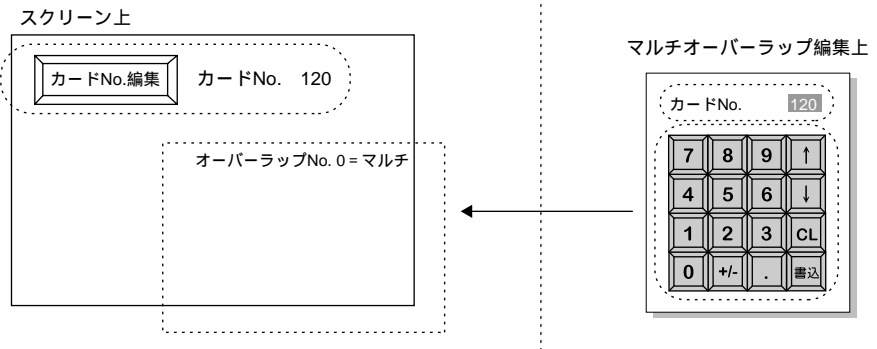 スクリーン上
カードNo.編集
カードNo. 120
オーバーラップNo. 0 = マルチ
マルチオーバーラップ編集上
カードNo. 120
7 8 9 ↑
4 5 6 ↓
1 2 3 CL
0 +/- . 書込